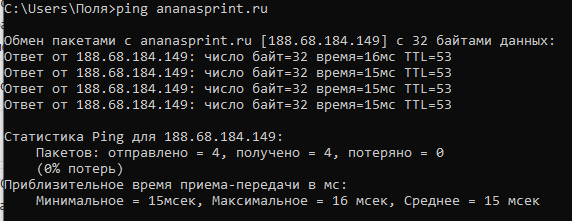 C:\Users\Поля>ping ananasprint.ru
Обмен пакетами с ananasprint.ru [188.68.184.149] с 32 байтами данных:
Ответ от 188.68.184.149: число байт=32 время=16мс TTL=53
Ответ от 188.68.184.149: число байт=32 время=15мс TTL=53
Ответ от 188.68.184.149: число байт=32 время=15мс TTL=53
Ответ от 188.68.184.149: число байт=32 время=15мс TTL=53
Статистика Ping для 188.68.184.149:
    Пакетов: отправлено = 4, получено = 4, потеряно = 0
    (0% потерь)
Приблизительное время приема-передачи в мс:
    Минимальное = 15мсек, Максимальное = 16 мсек, Среднее = 15 мсек